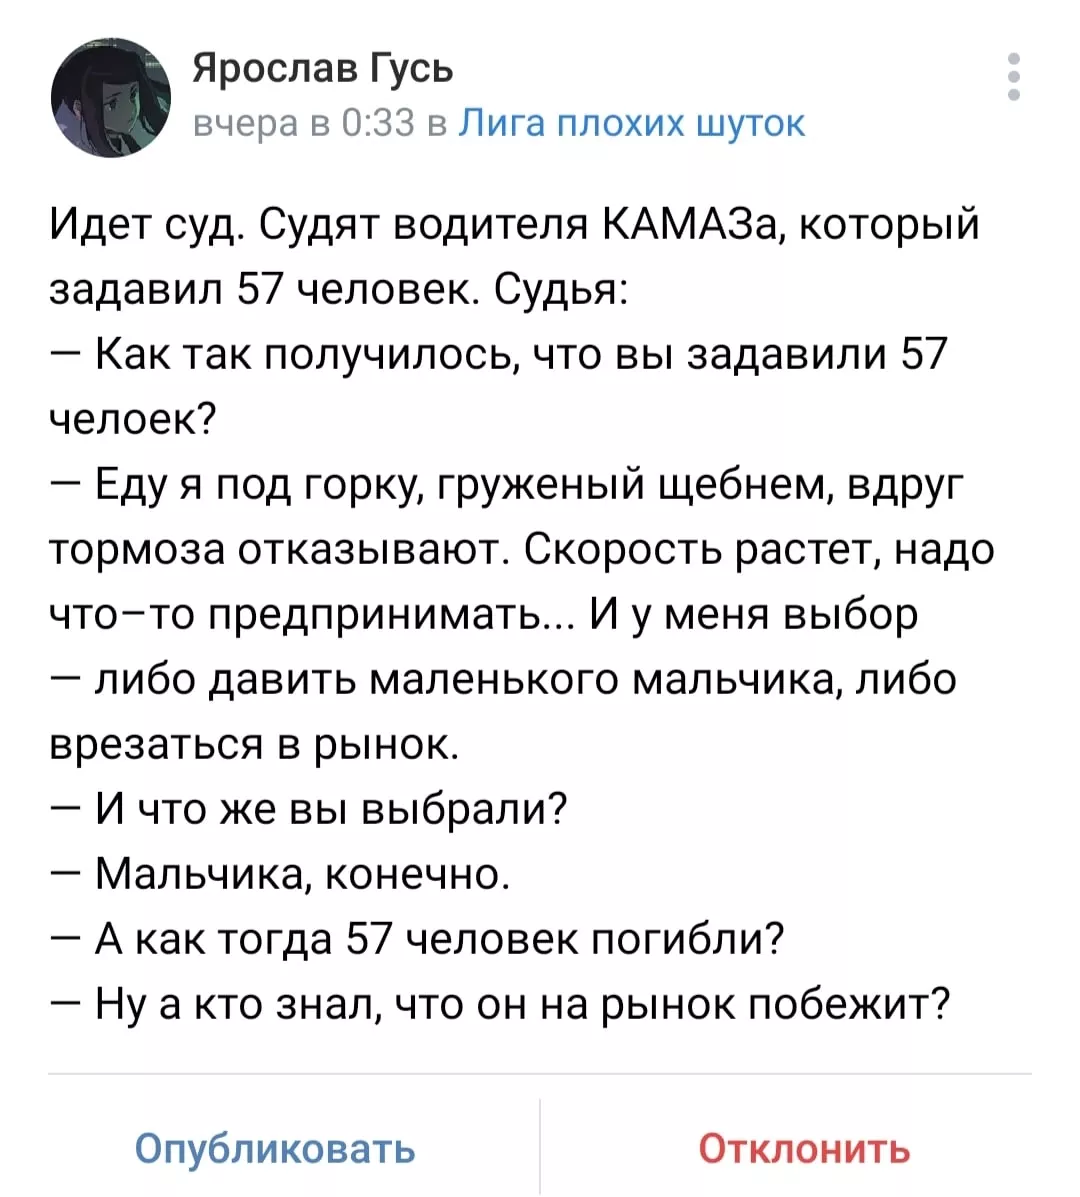 Ярослав Гусь
вчера в 0:33 в Лига плохих шуток
Идет суд. Судят водителя КАМАЗа, который
задавил 57 человек. Судья:
— Как так получилось, что вы задавили 57
челоек?
— Еду я под горку, груженый щебнем, вдруг
тормоза отказывают. Скорость растет, надо
что–то предпринимать... И у меня выбор
— либо давить маленького мальчика, либо
врезаться в рынок.
— И что же вы выбрали?
— Мальчика, конечно.
— А как тогда 57 человек погибли?
— Ну а кто знал, что он на рынок побежит?
Опубликовать
Отклонить